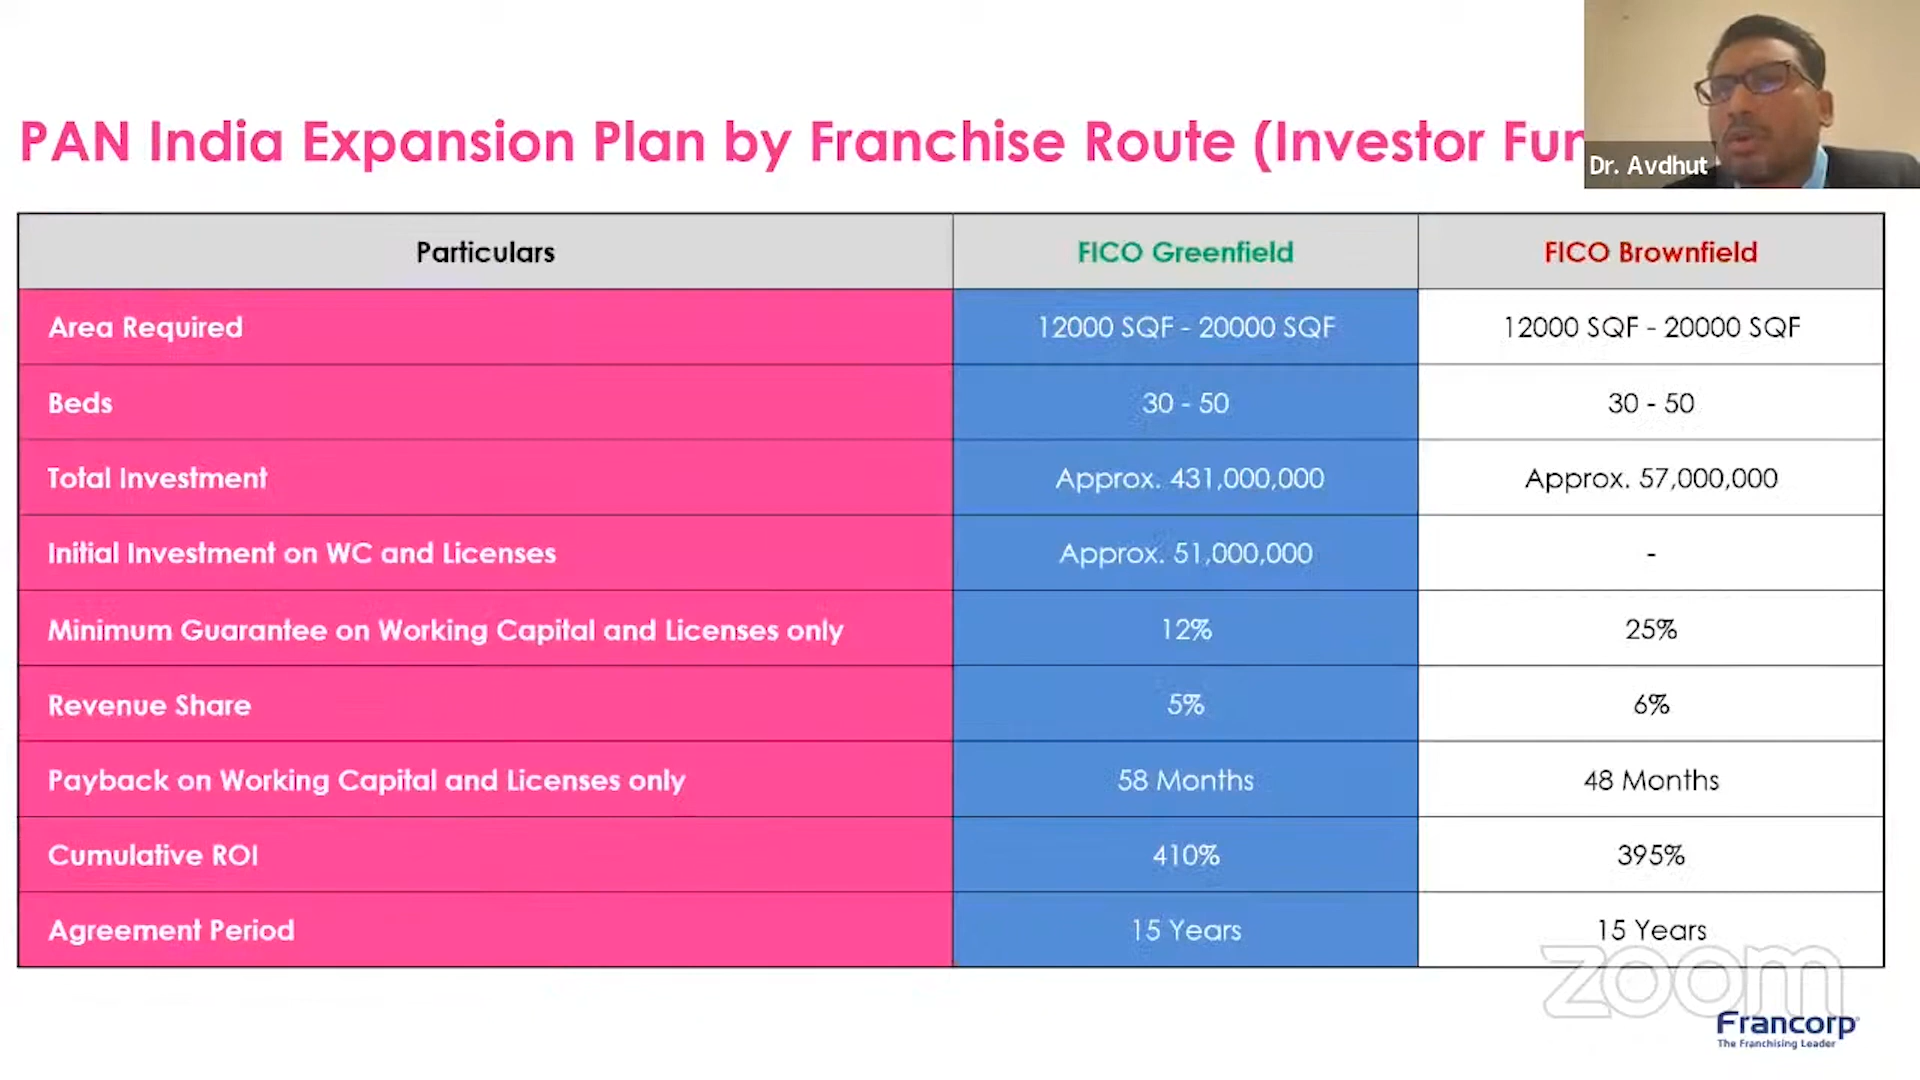 PAN India Expansion Plan by Franchise Route (Investor Fun
Dr. Avdhut
Particulars FICO Greenfield FICO Brownfield
Area Required 12000 SQF - 20000 SQF 12000 SQF - 20000 SQF
Beds 30 - 50 30 - 50
Total Investment Approx. 431,000,000 Approx. 57,000,000
Initial Investment on WC and Licenses Approx. 51,000,000 -
Minimum Guarantee on Working Capital and Licenses only 12% 25%
Revenue Share 5% 6%
Payback on Working Capital and Licenses only 58 Months 48 Months
Cumulative ROI 410% 395%
Agreement Period 15 Years 15 Years
zoom
Francorp
The Franchising Leader